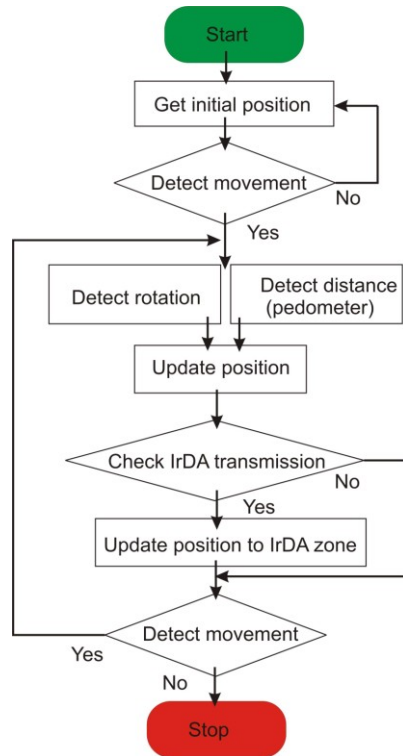 Start
Get initial position
Detect movement
No
Yes
Detect rotation
Detect distance
(pedometer)
Update position
Check IrDA transmission
No
Yes
Update position to IrDA zone
Detect movement
Yes
No
Stop